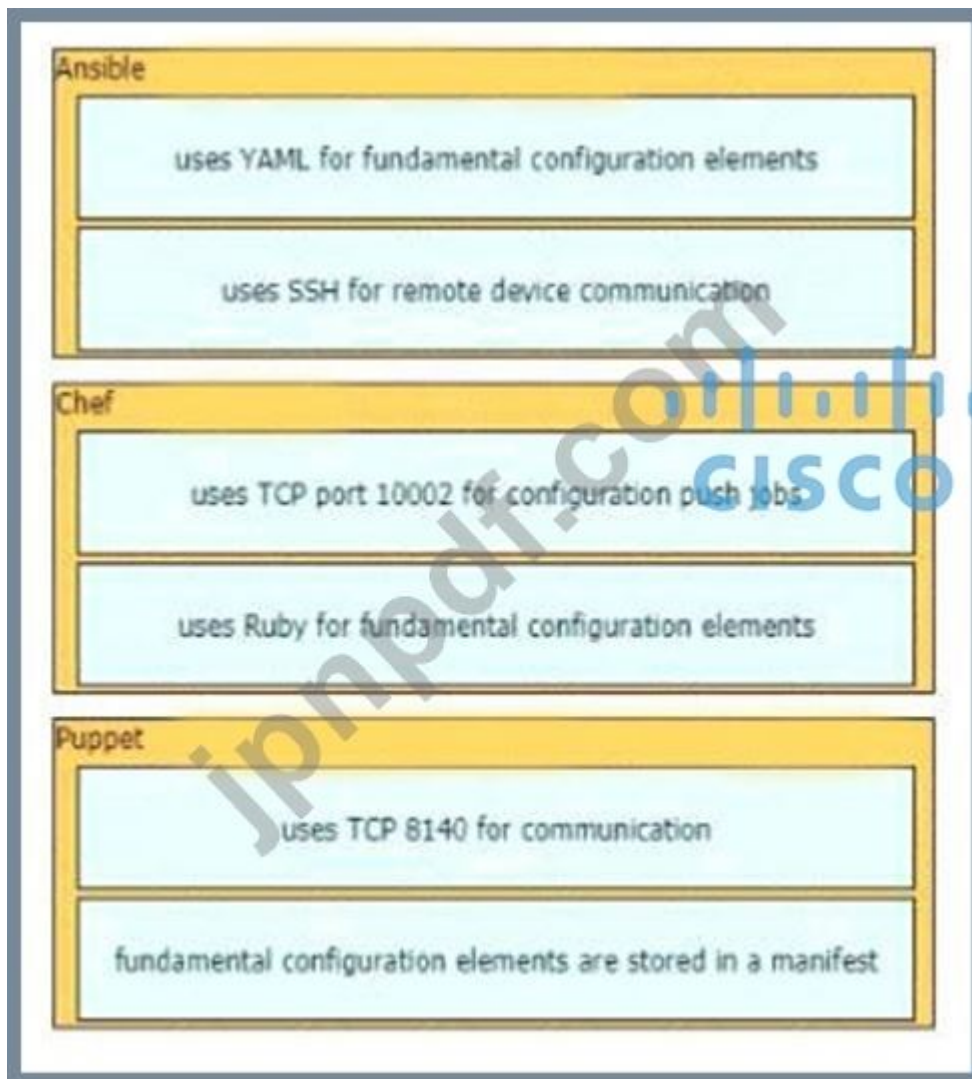 Ansible
uses YAML for fundamental configuration elements
uses SSH for remote device communication
Chef
CISCO
uses TCP port 10002 for configuration push jobs
uses Ruby for fundamental configuration elements
Puppet
uses TCP 8140 for communication
fundamental configuration elements are stored in a manifest
jpnpdf.com